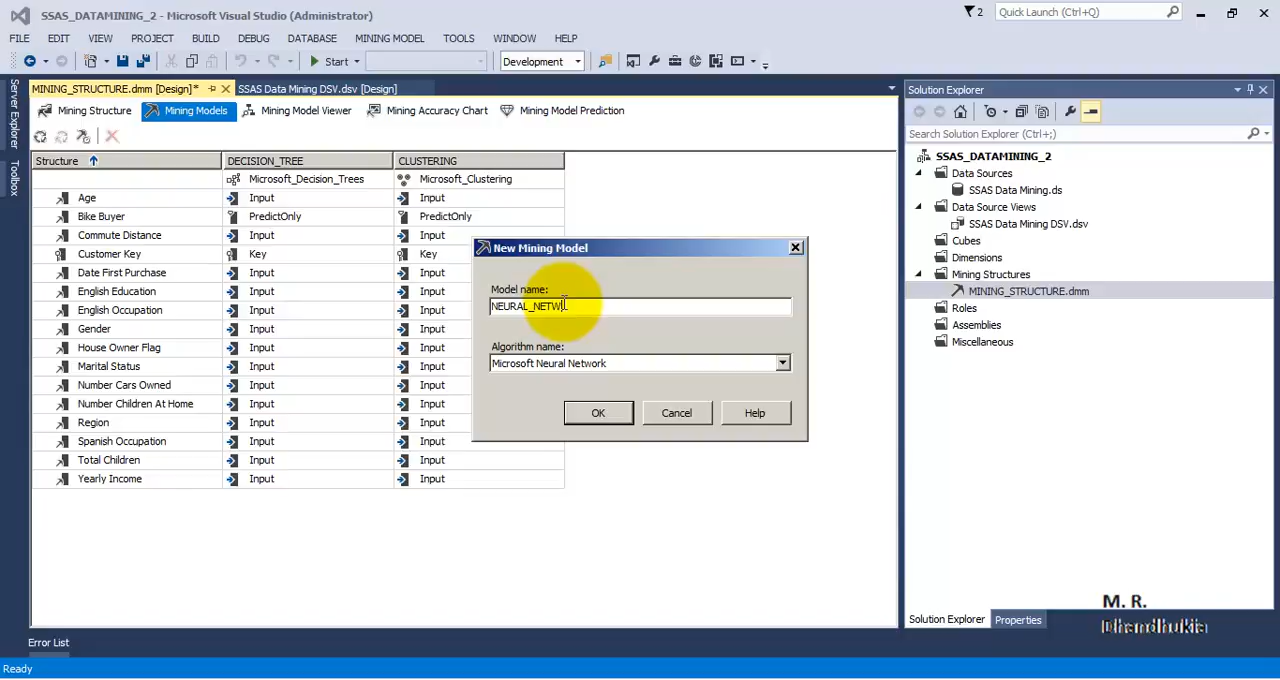 SSAS_DATAMINING_2 - Microsoft Visual Studio (Administrator)
2
Quick Launch (Ctrl+Q)
FILE EDIT VIEW PROJECT BUILD DEBUG DATABASE MINING MODEL TOOLS WINDOW HELP
Start Development
Server Explorer
Toolbox
MINING_STRUCTURE.dmm [Design]* SSAS Data Mining DSV.dsv [Design]
Mining Structure Mining Models Mining Model Viewer Mining Accuracy Chart Mining Model Prediction
Structure DECISION_TREE CLUSTERING
Microsoft_Decision_Trees Microsoft_Clustering
Age Input Input
Bike Buyer PredictOnly PredictOnly
Commute Distance Input Input
Customer Key Key Key
Date First Purchase Input Input
English Education Input Input
English Occupation Input Input
Gender Input Input
House Owner Flag Input Input
Marital Status Input Input
Number Cars Owned Input Input
Number Children At Home Input Input
Region Input Input
Spanish Occupation Input Input
Total Children Input Input
Yearly Income Input Input
New Mining Model
Model name:
NEURAL_NETW
Algorithm name:
Microsoft Neural Network
OK Cancel Help
Solution Explorer
Search Solution Explorer (Ctrl+;)
SSAS_DATAMINING_2
Data Sources
SSAS Data Mining.ds
Data Source Views
SSAS Data Mining DSV.dsv
Cubes
Dimensions
Mining Structures
MINING_STRUCTURE.dmm
Roles
Assemblies
Miscellaneous
M. R.
Dhandhukia
Solution Explorer Properties
Error List
Ready